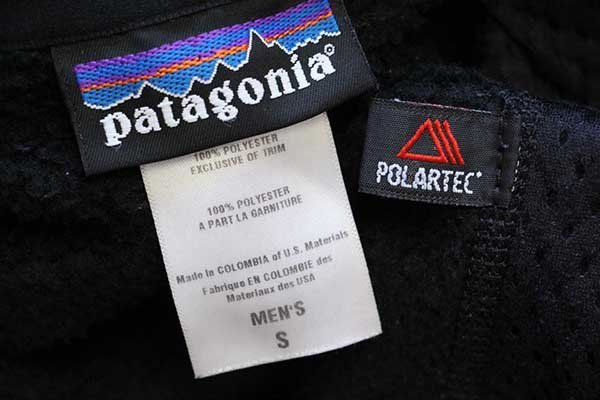 patagonia®
100% POLYESTER
EXCLUSIVE OF TRIM
100% POLYESTER
A PART LA GARNITURE
Made in COLOMBIA of U.S. Materials
Fabrique EN COLOMBIE des
Materiaux des USA
MEN'S
S
POLARTEC®